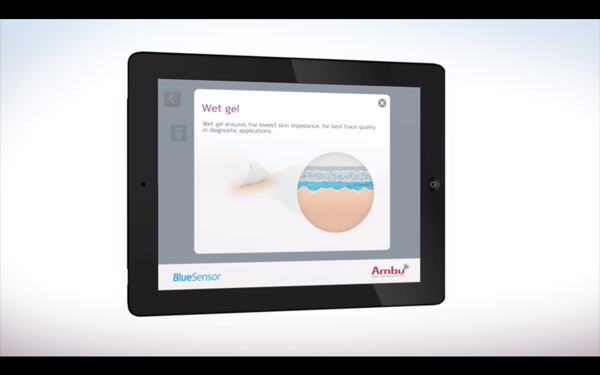 Wet gel
Wet gel ensures the lowest skin impedance, for best trace quality
in diagnostic applications
BlueSensor
Ambu